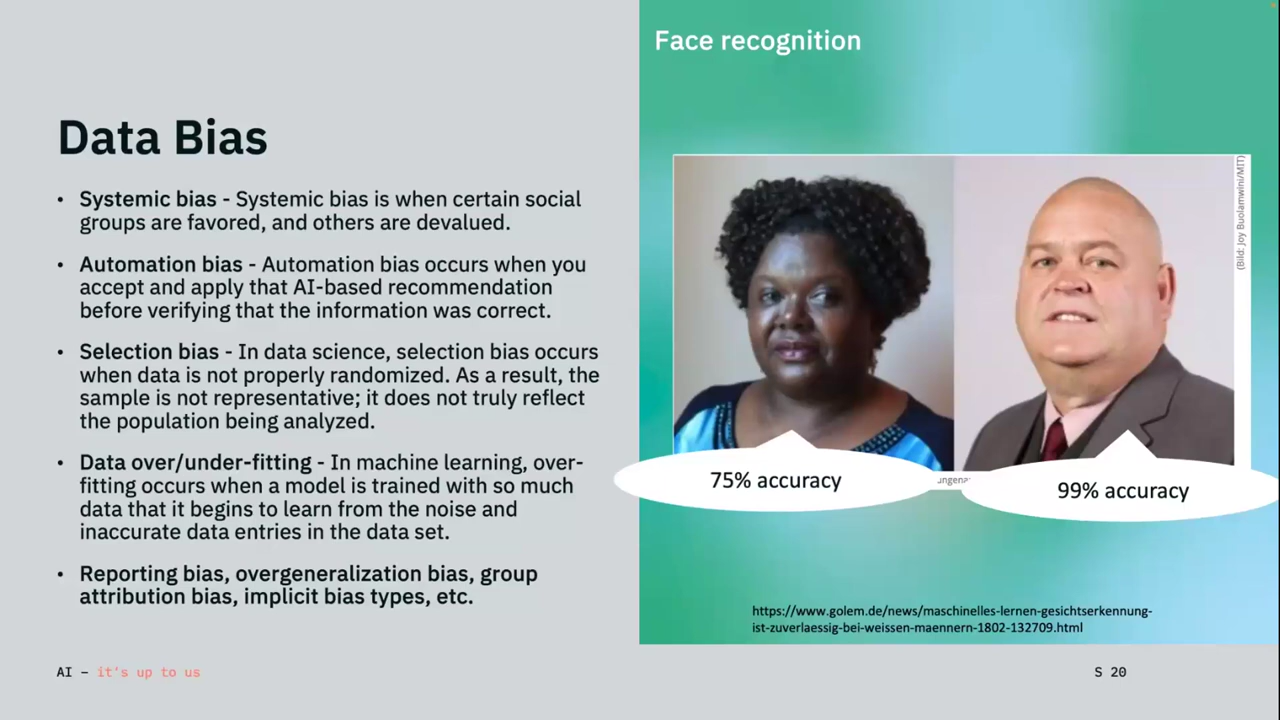 Face recognition
Data Bias
• Systemic bias - Systemic bias is when certain social
groups are favored, and others are devalued.
• Automation bias - Automation bias occurs when you
accept and apply that AI-based recommendation
before verifying that the information was correct.
• Selection bias - In data science, selection bias occurs
when data is not properly randomized. As a result, the
sample is not representative; it does not truly reflect
the population being analyzed.
• Data over/under-fitting - In machine learning, over-
fitting occurs when a model is trained with so much
data that it begins to learn from the noise and
inaccurate data entries in the data set.
• Reporting bias, overgeneralization bias, group
attribution bias, implicit bias types, etc.
(Bild: Joy Buolamwini/MIT)
75% accuracy
99% accuracy
https://www.golem.de/news/maschinelles-lernen-gesichtserkennung-
ist-zuverlaessig-bei-weissen-maennern-1802-132709.html
AI – it's up to us
S 20